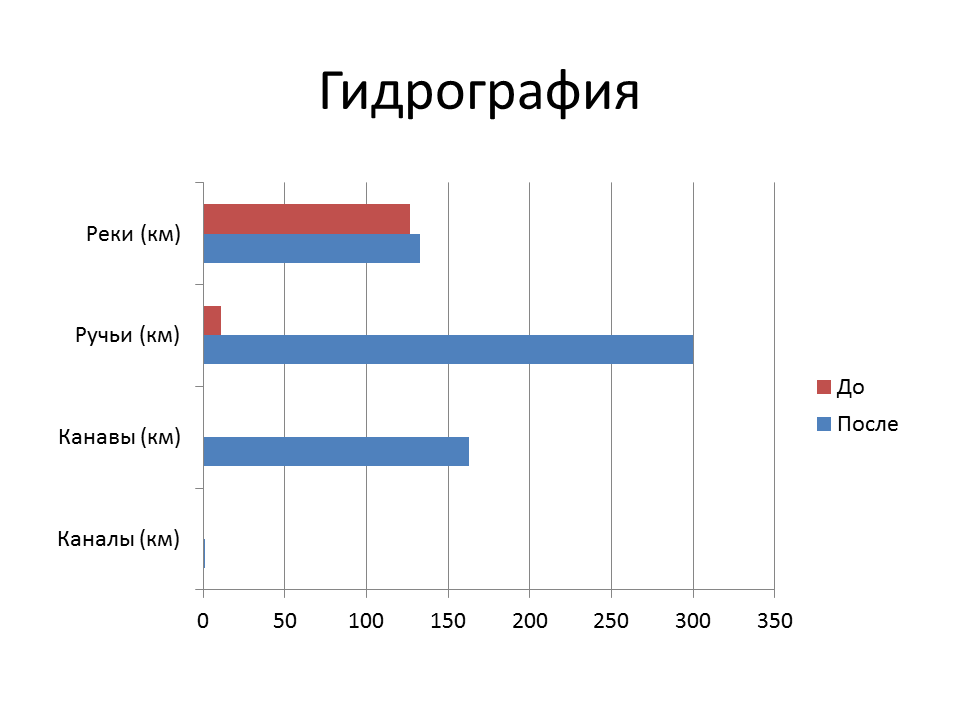 Гидрография
Реки (км)
Ручьи (км)
Канавы (км)
Каналы (км)
До
После
0 50 100 150 200 250 300 350